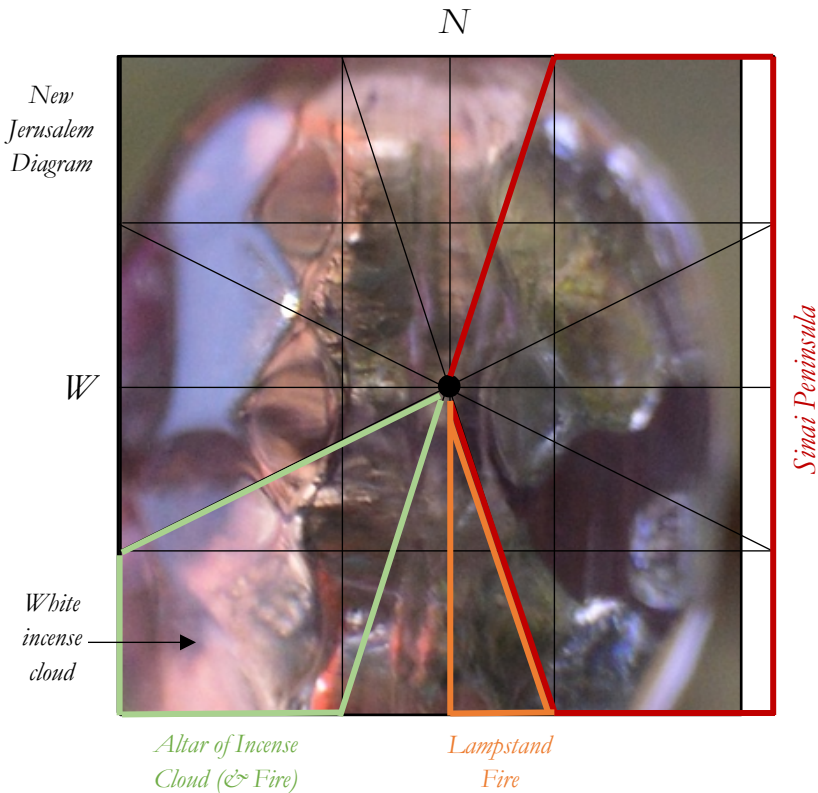 N
New
Jerusalem
Diagram
W
Sinai Peninsula
White
incense
cloud
Altar of Incense
Cloud (& Fire)
Lampstand
Fire